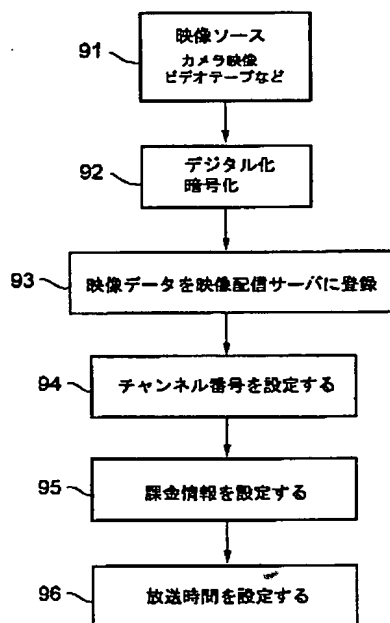 91
映像ソース
カメラ映像
ビデオテープなど
92
デジタル化
暗号化
93
映像データを映像配信サーバに登録
94
チャンネル番号を設定する
95
課金情報を設定する
96
放送時間を設定する